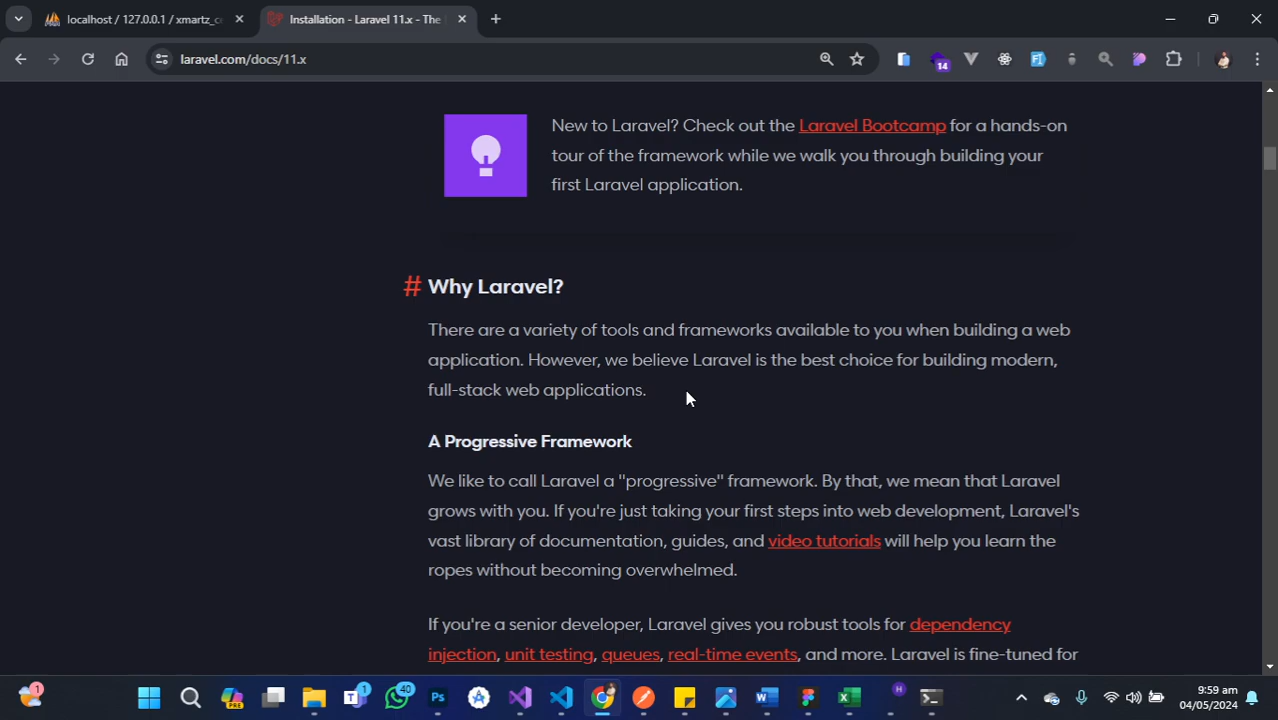 localhost / 127.0.0.1 / xmartz_c
Installation - Laravel 11.x - The
laravel.com/docs/11.x
14
New to Laravel? Check out the Laravel Bootcamp for a hands-on
tour of the framework while we walk you through building your
first Laravel application.
# Why Laravel?
There are a variety of tools and frameworks available to you when building a web
application. However, we believe Laravel is the best choice for building modern,
full-stack web applications.
A Progressive Framework
We like to call Laravel a "progressive" framework. By that, we mean that Laravel
grows with you. If you're just taking your first steps into web development, Laravel's
vast library of documentation, guides, and video tutorials will help you learn the
ropes without becoming overwhelmed.
If you're a senior developer, Laravel gives you robust tools for dependency
injection, unit testing, queues, real-time events, and more. Laravel is fine-tuned for
1
PRE
1
40
Ps
H
9:59 am
04/05/2024